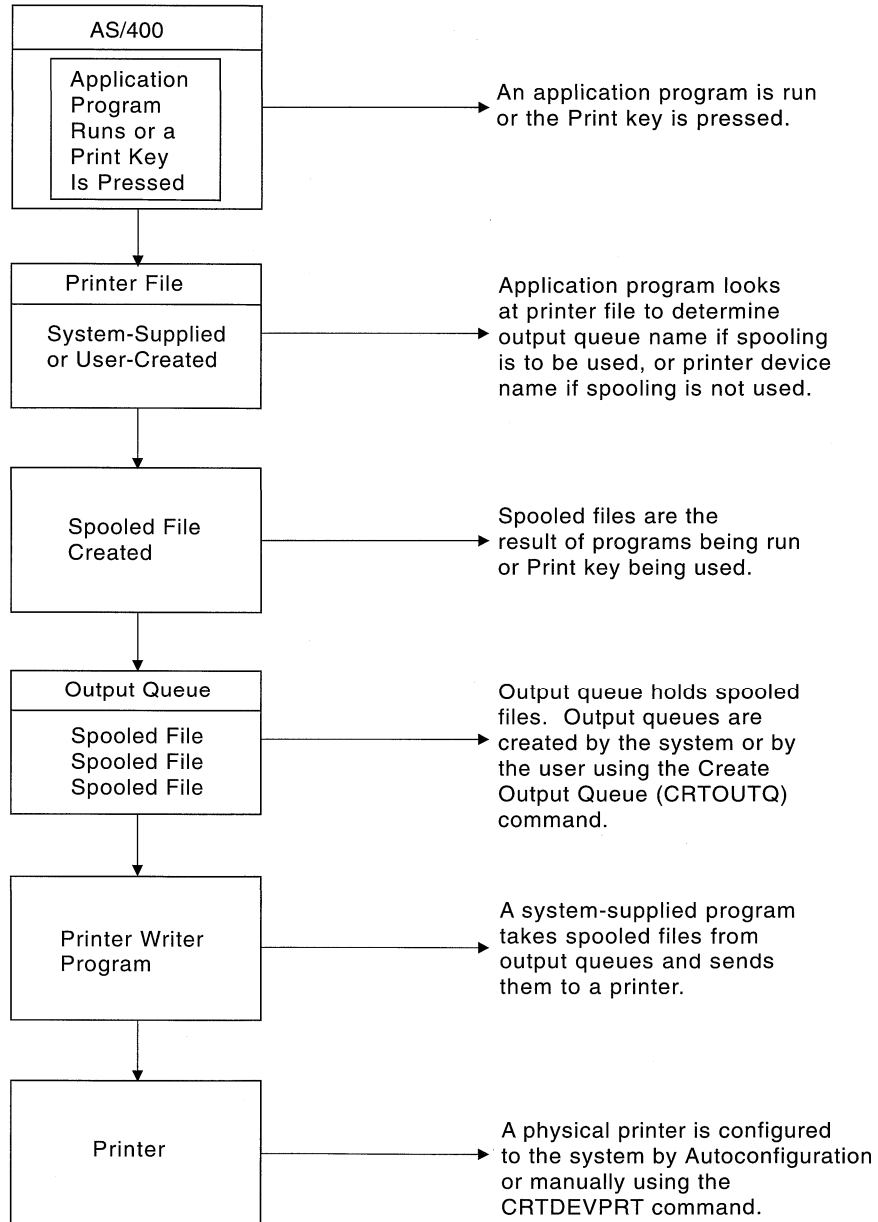 AS/400
Application
Program
Runs or a
Print Key
Is Pressed
An application program is run
or the Print key is pressed.
Printer File
System-Supplied
or User-Created
Application program looks
at printer file to determine
output queue name if spooling
is to be used, or printer device
name if spooling is not used.
Spooled File
Created
Spooled files are the
result of programs being run
or Print key being used.
Output Queue
Spooled File
Spooled File
Spooled File
Output queue holds spooled
files. Output queues are
created by the system or by
the user using the Create
Output Queue (CRTOUTQ)
command.
Printer Writer
Program
A system-supplied program
takes spooled files from
output queues and sends
them to a printer.
Printer
A physical printer is configured
to the system by Autoconfiguration
or manually using the
CRTDEVPRT command.